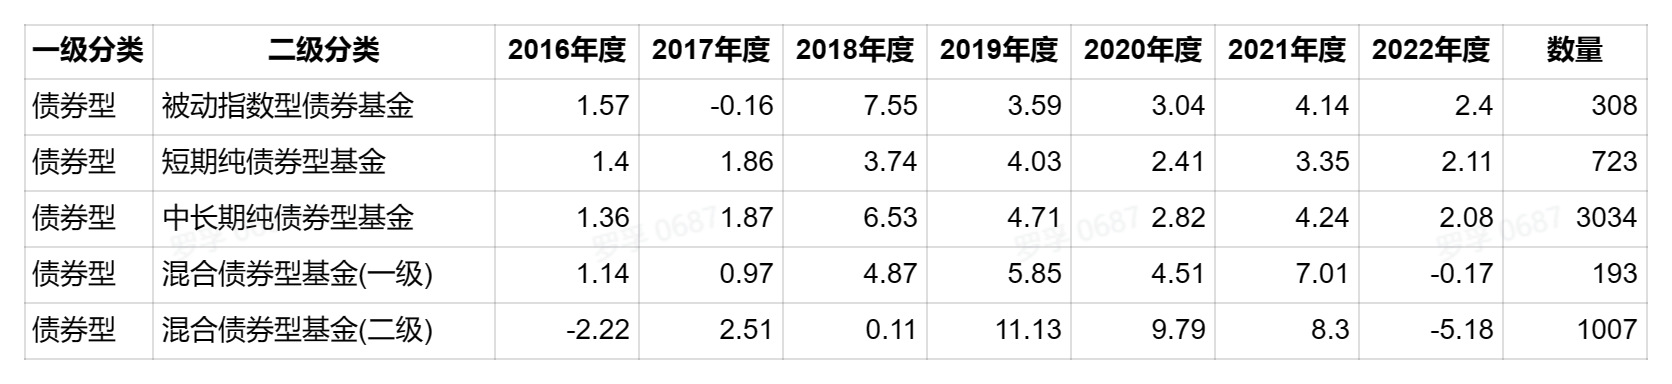 一级分类 二级分类 2016年度 2017年度 2018年度 2019年度 2020年度 2021年度 2022年度 数量
债券型 被动指数型债券基金 1.57 -0.16 7.55 3.59 3.04 4.14 2.4 308
债券型 短期纯债券型基金 1.4 1.86 3.74 4.03 2.41 3.35 2.11 723
债券型 中长期纯债券型基金 1.36 1.87 6.53 4.71 2.82 4.24 2.08 3034
债券型 混合债券型基金(一级) 1.14 0.97 4.87 5.85 4.51 7.01 -0.17 193
债券型 混合债券型基金(二级) -2.22 2.51 0.11 11.13 9.79 8.3 -5.18 1007